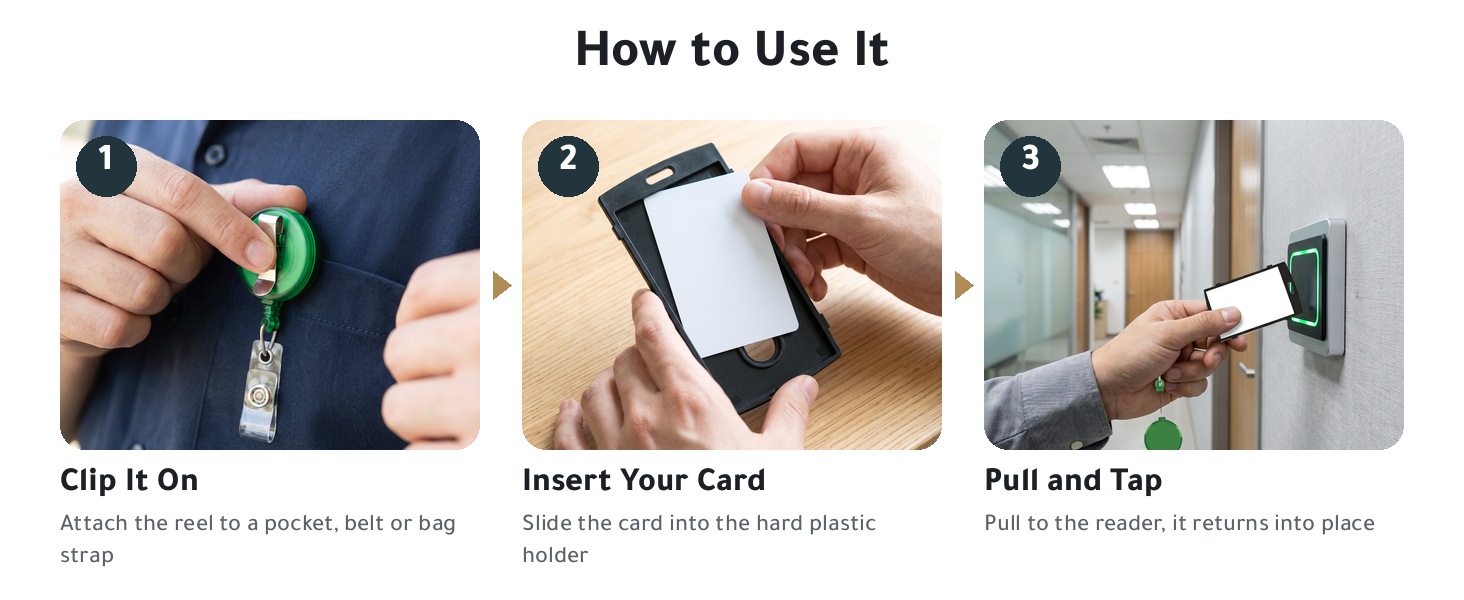 How to Use It
1
2
3
Clip It On
Attach the reel to a pocket, belt or bag
strap
Insert Your Card
Slide the card into the hard plastic
holder
Pull and Tap
Pull to the reader, it returns into place